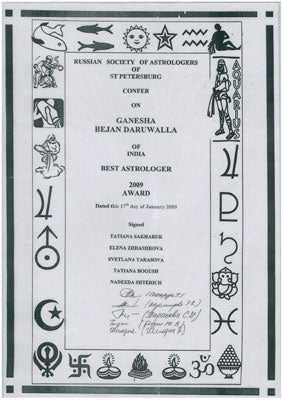 RUSSIAN SOCIETY OF ASTROLOGERS
OF
ST PETERSBURG
CONFER
ON
GANESHA
BEJAN DARUWALLA
OF
INDIA
BEST ASTROLOGER
2009
AWARD
Dated this 17th day of January 2009
Signed
TATIANA SAKHARUK
ELENA ZHDAMIROVA
SVETLANA TARASOVA
TATIANA BOGUSH
NADEZDA SHTERICH
AQUARIUS
ॐ